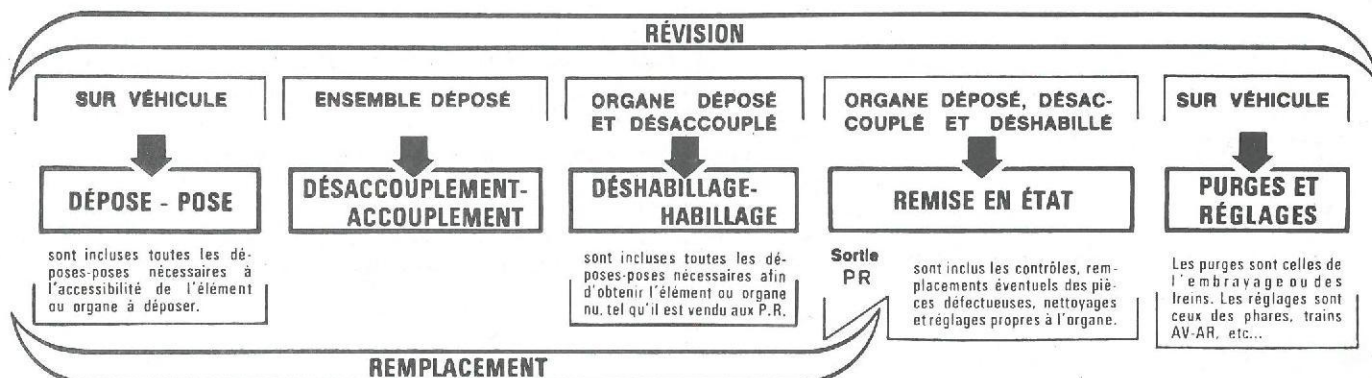 RÉVISION
SUR VÉHICULE
DÉPOSE - POSE
sont incluses toutes les dé-
poses-poses nécessaires à
l'accessibilité de l'élément
ou organe à déposer.
ENSEMBLE DÉPOSÉ
DÉSACCOUPLEMENT-
ACCOUPLEMENT
ORGANE DÉPOSÉ
ET DÉSACCOUPLÉ
DÉSHABILLAGE-
HABILLAGE
sont incluses toutes les dé-
poses-poses nécessaires afin
d'obtenir l'élément ou organe
nu, tel qu'il est vendu aux P.R.
ORGANE DÉPOSÉ, DÉSAC-
COUPLÉ ET DÉSHABILLÉ
REMISE EN ÉTAT
Sortie
PR
sont inclus les contrôles, rem-
placements éventuels des piè-
ces défectueuses, nettoyages
et réglages propres à l'organe.
SUR VÉHICULE
PURGES ET
RÉGLAGES
Les purges sont celles de
l'embrayage ou des
freins. Les réglages sont
ceux des phares, trains
AV-AR, etc...
REMPLACEMENT